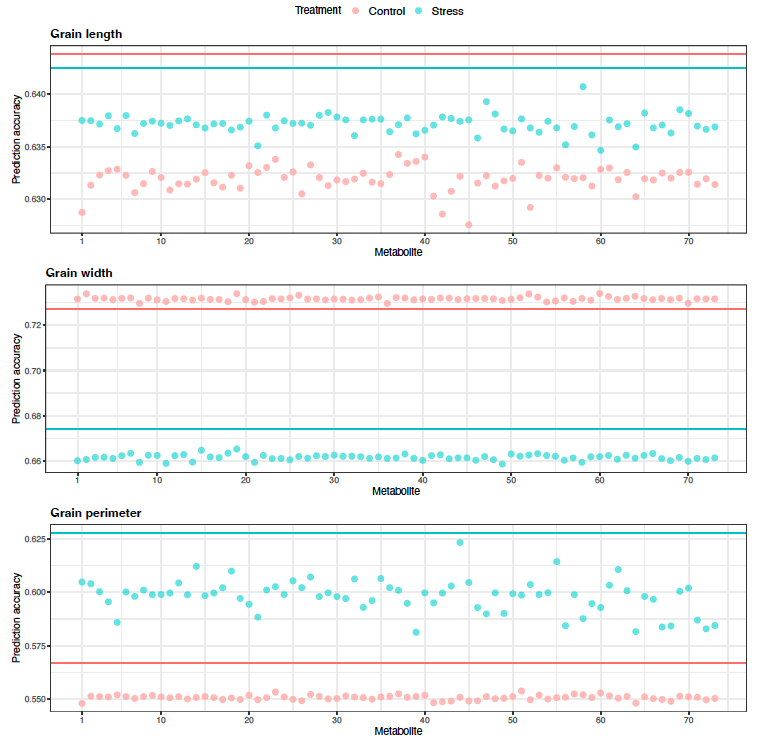 Treatment Control Stress
Grain length
Prediction accuracy
0.640
0.635
0.630
1 10 20 30 40 50 60 70
Metabolite
Grain width
Prediction accuracy
0.72
0.70
0.68
0.66
1 10 20 30 40 50 60 70
Metabolite
Grain perimeter
Prediction accuracy
0.625
0.600
0.575
0.550
1 10 20 30 40 50 60 70
Metabolite